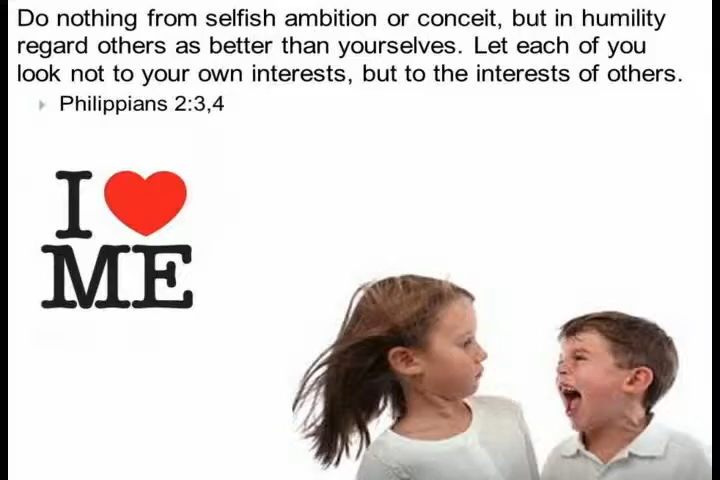 Do nothing from selfish ambition or conceit, but in humility
regard others as better than yourselves. Let each of you
look not to your own interests, but to the interests of others.
Philippians 2:3,4
I ❤
ME